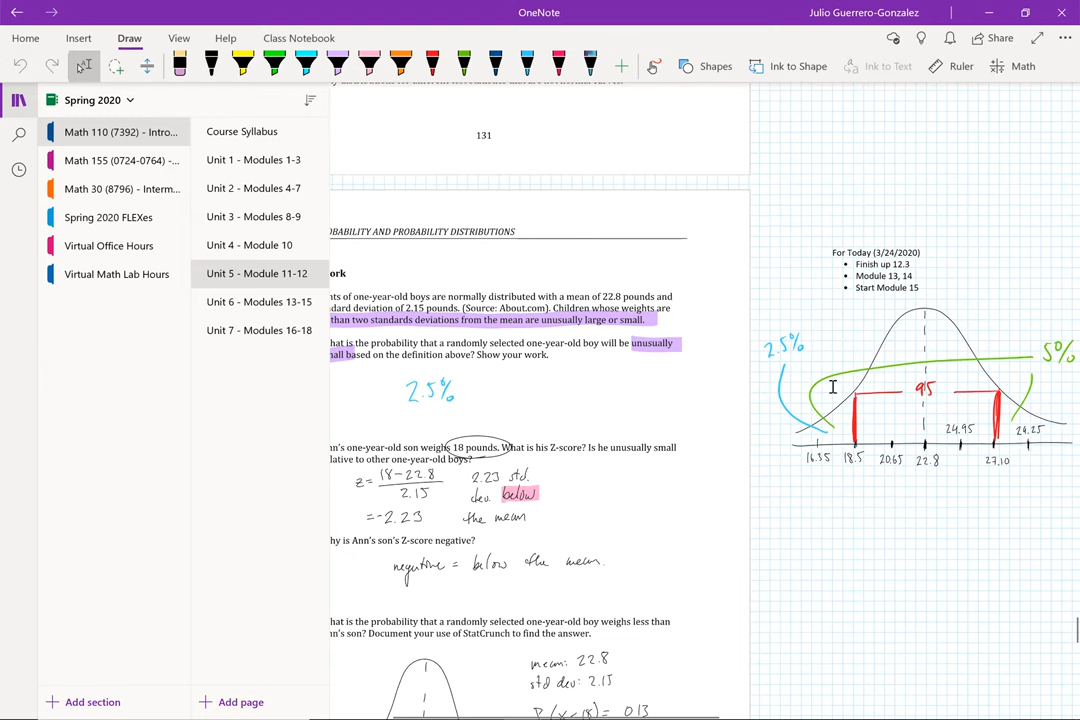 OneNote
Julio Guerrero-Gonzalez
Home
Insert
Draw
View
Help
Class Notebook
Share
Shapes
Ink to Shape
Ink to Text
Ruler
Math
Spring 2020
Math 110 (7392) - Intro...
Math 155 (0724-0764) -...
Math 30 (8796) - Interm...
Spring 2020 FLEXes
Virtual Office Hours
Virtual Math Lab Hours
Course Syllabus
Unit 1 - Modules 1-3
Unit 2 - Modules 4-7
Unit 3 - Modules 8-9
Unit 4 - Module 10
Unit 5 - Module 11-12
Unit 6 - Modules 13-15
Unit 7 - Modules 16-18
Add section
Add page
131
OBABILITY AND PROBABILITY DISTRIBUTIONS
ork
nts of one-year-old boys are normally distributed with a mean of 22.8 pounds and
dard deviation of 2.15 pounds. (Source: About.com). Children whose weights are
than two standards deviations from the mean are unusually large or small.
hat is the probability that a randomly selected one-year-old boy will be unusually
all based on the definition above? Show your work.
2.5%
nn's one-year-old son weighs 18 pounds. What is his Z-score? Is he unusually small
lative to other one-year-old boys?
z = 18 - 22.8
2.15
= -2.23
2.23 std.
dev. below
the mean
hy is Ann's son's Z-score negative?
negative = below the mean.
hat is the probability that a randomly selected one-year-old boy weighs less than
nn's son? Document your use of StatCrunch to find the answer.
mean: 22.8
std dev: 2.15
P(x<18) = .013
For Today (3/24/2020)
• Finish up 12.3
• Module 13, 14
• Start Module 15
2.5%
5%
95
24.95
29.25
16.35
18.5
20.65
22.8
27.10